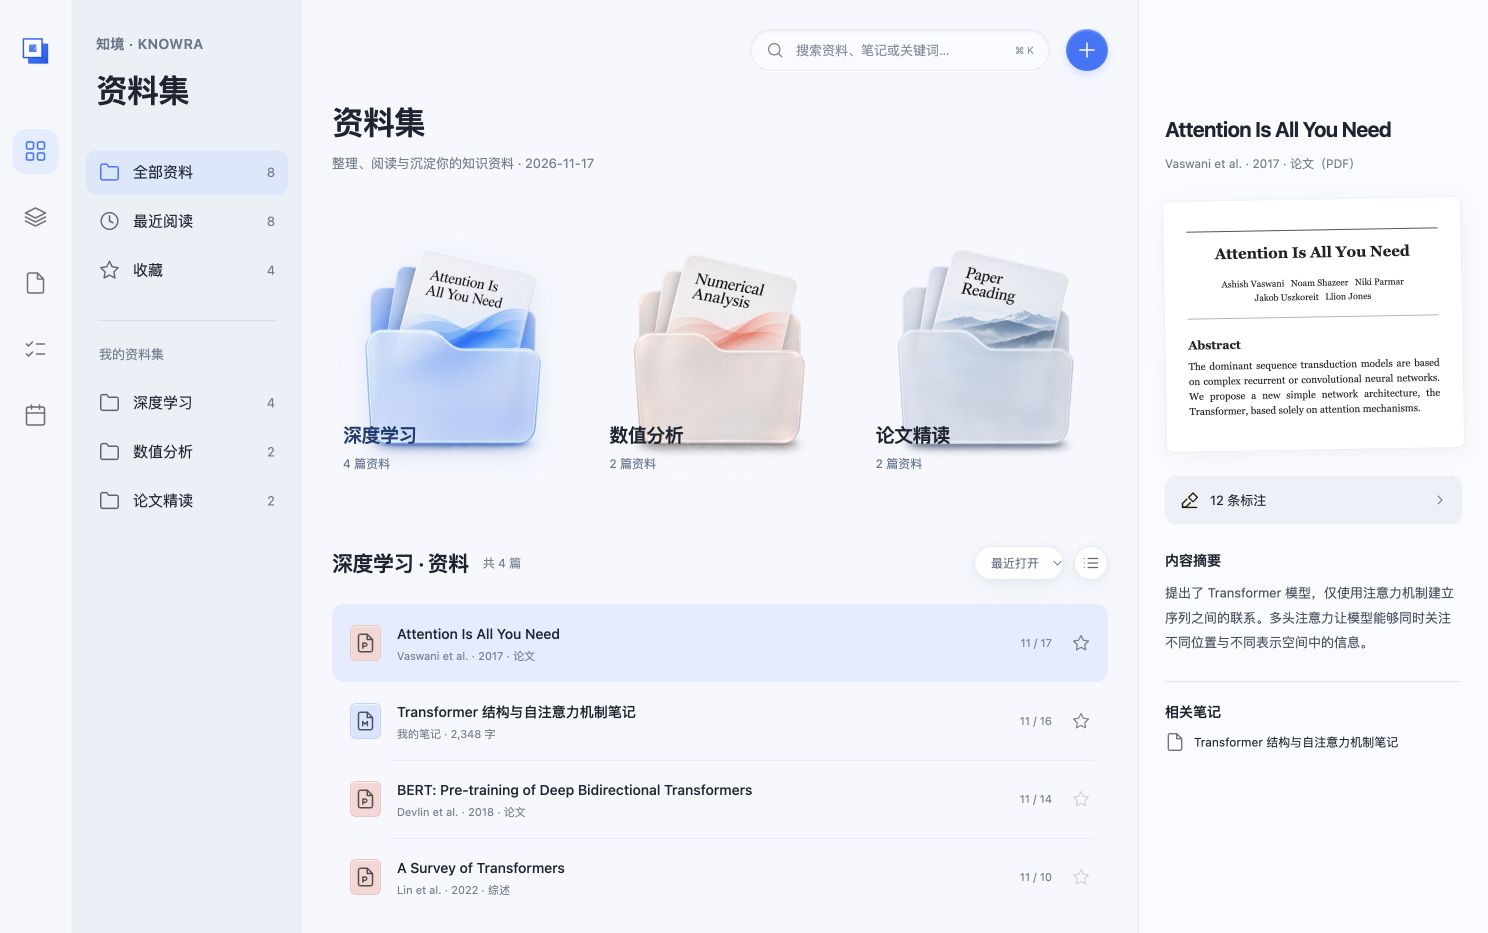 知境 · KNOWRA
资料集
全部资料 8
最近阅读 8
收藏 4
我的资料集
深度学习 4
数值分析 2
论文精读 2
搜索资料、笔记或关键词... ⌘ K
资料集
整理、阅读与沉淀你的知识资料 · 2026-11-17
Attention Is
All You Need
深度学习
4 篇资料
Numerical
Analysis
数值分析
2 篇资料
Paper
Reading
论文精读
2 篇资料
深度学习 · 资料 共 4 篇
最近打开
P
Attention Is All You Need
Vaswani et al. · 2017 · 论文
11 / 17
M
Transformer 结构与自注意力机制笔记
我的笔记 · 2,348 字
11 / 16
P
BERT: Pre-training of Deep Bidirectional Transformers
Devlin et al. · 2018 · 论文
11 / 14
P
A Survey of Transformers
Lin et al. · 2022 · 综述
11 / 10
Attention Is All You Need
Vaswani et al. · 2017 · 论文（PDF）
Attention Is All You Need
Ashish Vaswani Noam Shazeer Niki Parmar
Jakob Uszkoreit Llion Jones
Abstract
The dominant sequence transduction models are based
on complex recurrent or convolutional neural networks.
We propose a new simple network architecture, the
Transformer, based solely on attention mechanisms.
12 条标注
内容摘要
提出了 Transformer 模型，仅使用注意力机制建立
序列之间的联系。多头注意力让模型能够同时关注
不同位置与不同表示空间中的信息。
相关笔记
Transformer 结构与自注意力机制笔记